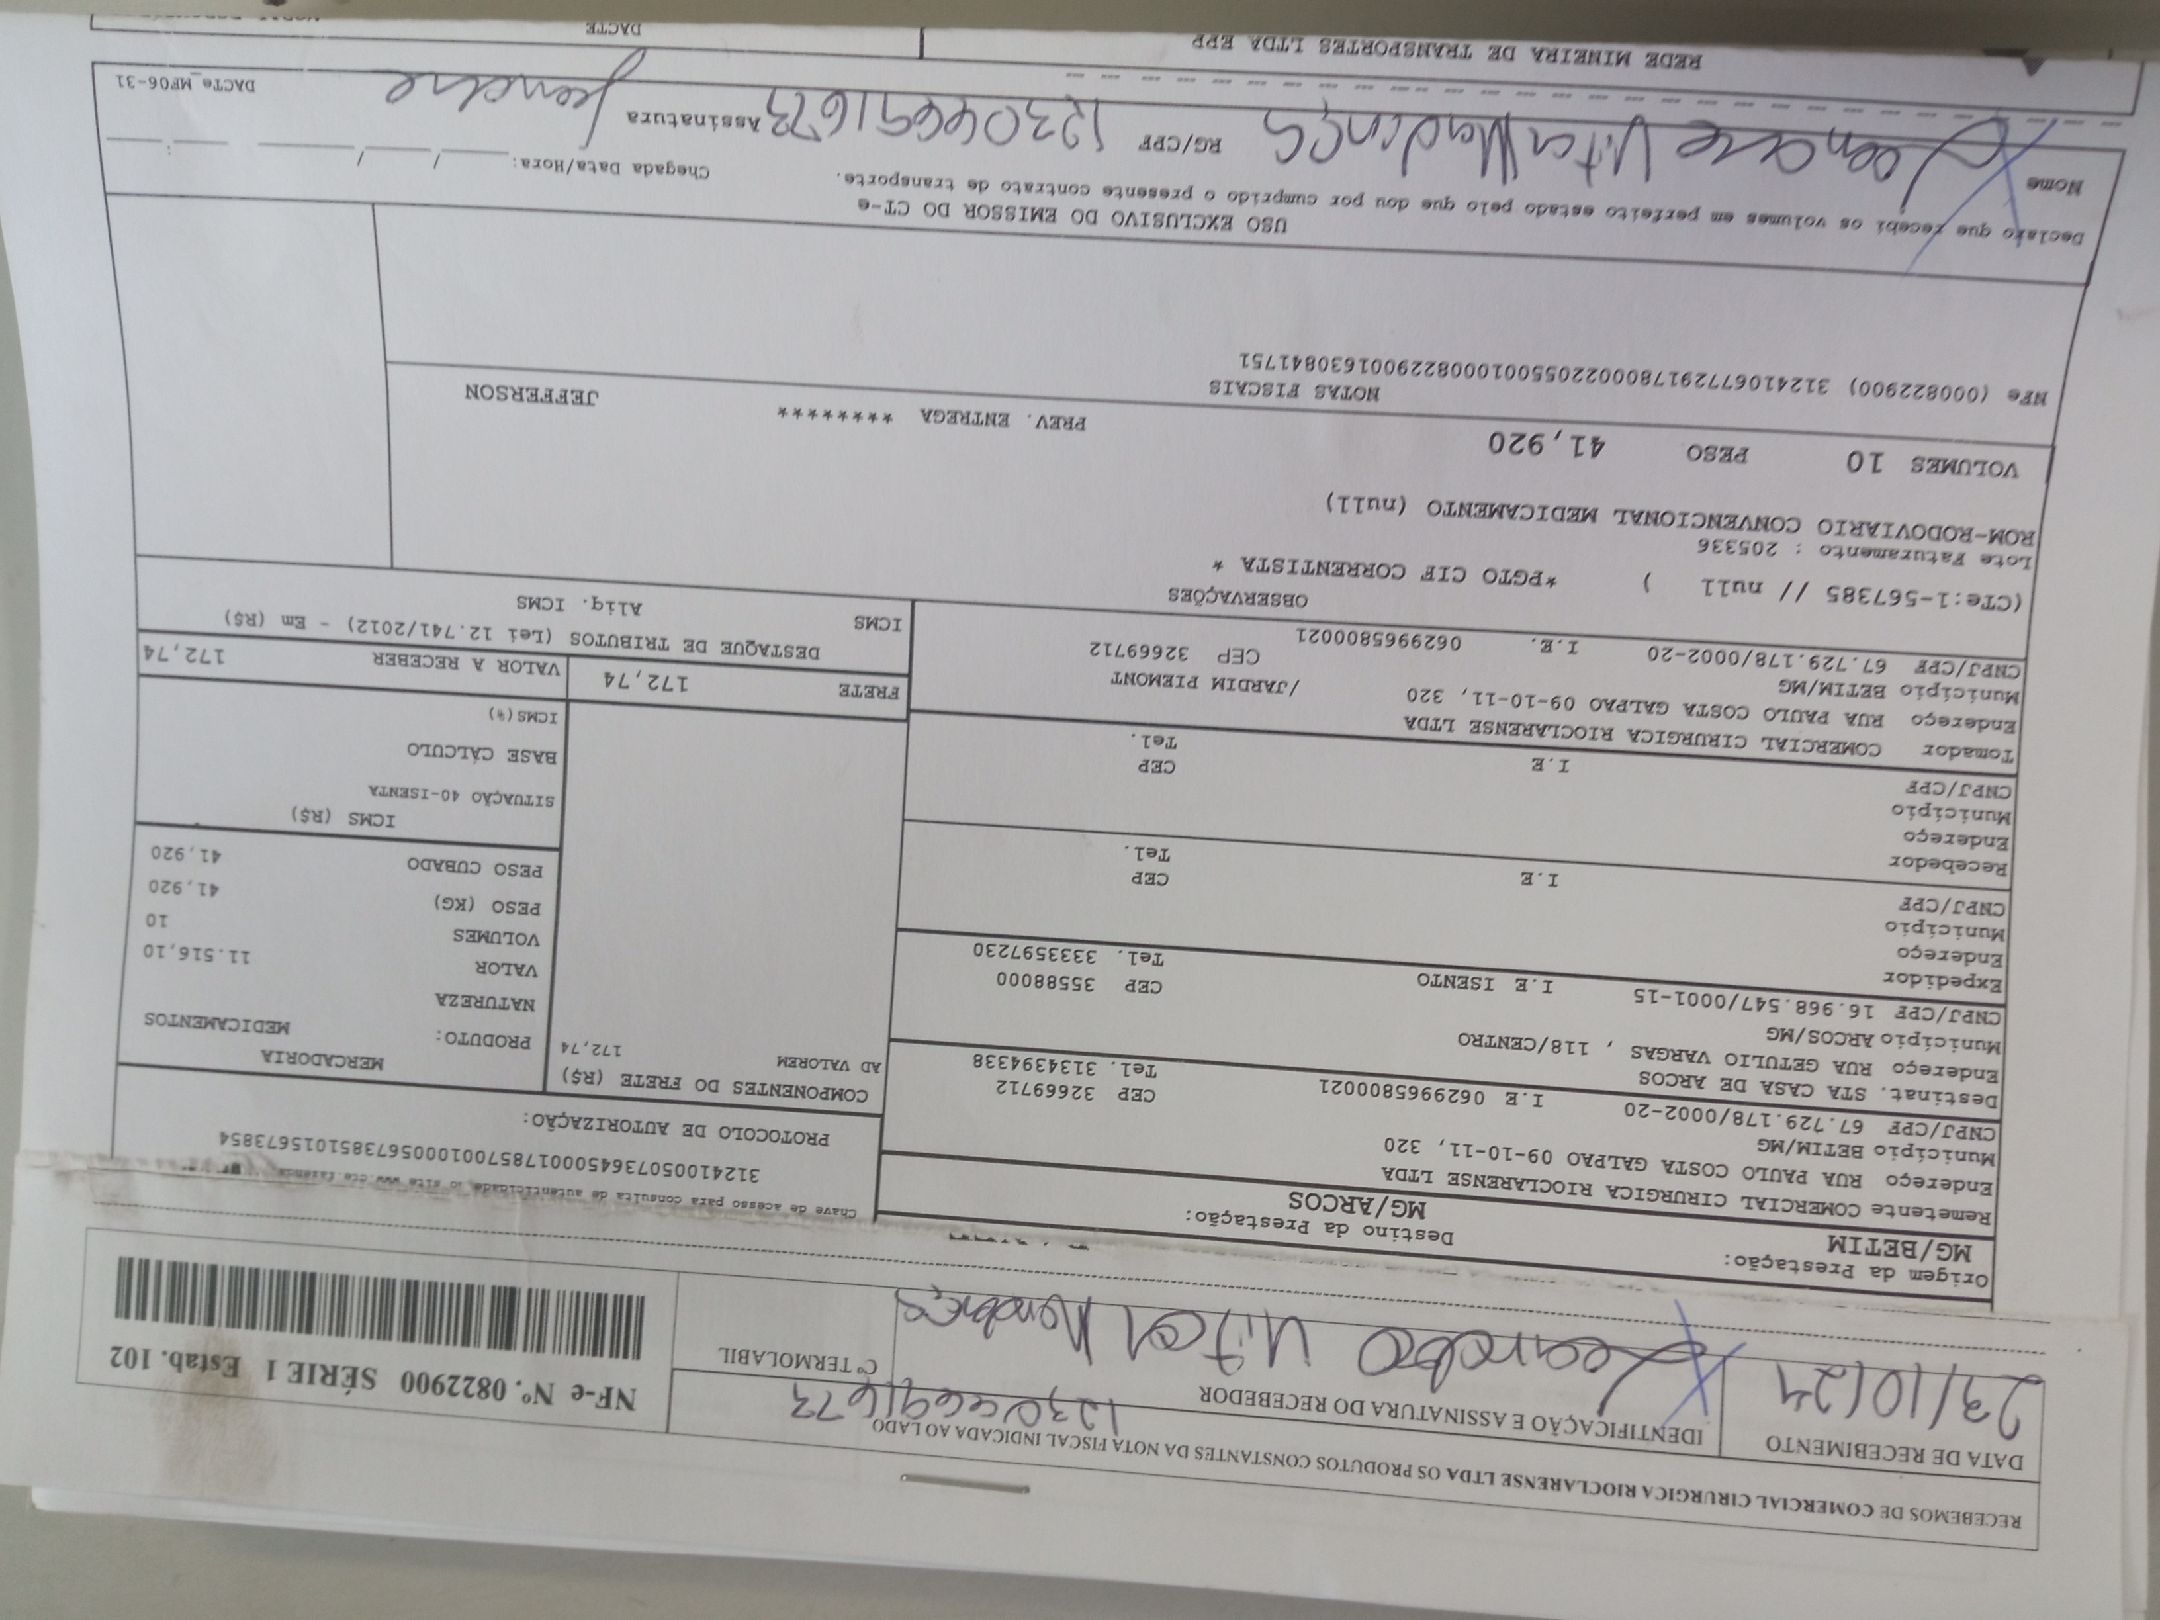 RECEBEMOS DE COMERCIAL CIRURGICA RIOCLARENSE LTDA OS PRODUTOS CONSTANTES DA NOTA FISCAL INDICADA AO LADO
DATA DE RECEBIMENTO
23/10/24
IDENTIFICAÇÃO E ASSINATURA DO RECEBEDOR
Cº TERMOLABIL
NF-e Nº. 0822900 SÉRIE 1 Estab. 102
Origem da Prestação:
MG/BETIM
Destino da Prestação:
MG/ARCOS
Chave de acesso para consulta de autenticidade
31241005073645000178570010005673851015673854
PROTOCOLO DE AUTORIZAÇÃO:
Remetente COMERCIAL CIRURGICA RIOCLARENSE LTDA
Endereço RUA PAULO COSTA GALPAO 09-10-11, 320
Município BETIM/MG CEP 32669712
CNPJ/CPF 67.729.178/0002-20 I.E 0629965800021 Tel. 3134394338
Destinat. STA CASA DE ARCOS
Endereço RUA GETULIO VARGAS , 118/CENTRO
Município ARCOS/MG CEP 35588000
CNPJ/CPF 16.968.547/0001-15 I.E ISENTO Tel. 3333597230
Expedidor
Endereço
Município CEP
CNPJ/CPF I.E Tel.
Recebedor
Endereço
Município CEP
CNPJ/CPF I.E Tel.
Tomador COMERCIAL CIRURGICA RIOCLARENSE LTDA
Endereço RUA PAULO COSTA GALPAO 09-10-11, 320 /JARDIM PIEMONT
Município BETIM/MG CEP 32669712
CNPJ/CPF 67.729.178/0002-20 I.E. 0629965800021
COMPONENTES DO FRETE (R$)
AD VALOREM 172,74
FRETE 172,74
MERCADORIA
PRODUTO: MEDICAMENTOS
NATUREZA
VALOR 11.516,10
VOLUMES 10
PESO (KG) 41,920
PESO CUBADO 41,920
ICMS (R$)
SITUAÇÃO 40-ISENTA
BASE CÁLCULO
ICMS(%)
VALOR A RECEBER 172,74
DESTAQUE DE TRIBUTOS (Lei 12.741/2012) - Em (R$)
ICMS Aliq. ICMS
OBSERVAÇÕES
(CTe:1-567385 // null ) *PGTO CIF CORRENTISTA *
Lote Faturamento : 205336
ROM-RODOVIARIO CONVENCIONAL MEDICAMENTO (null)
VOLUMES 10 PESO 41,920 PREV. ENTREGA ******** JEFFERSON
NOTAS FISCAIS
NFe (000822900) 31241067729178000220550010008229001630841751
USO EXCLUSIVO DO EMISSOR DO CT-e
Declaro que recebi os volumes em perfeito estado pelo que dou por cumprido o presente contrato de transporte. Chegada Data/Hora: ____/____/____ ____:____
Nome RG/CPF Assinatura
DACTe_MF06-31
REDE MINEIRA DE TRANSPORTES LTDA EPP
DACTE